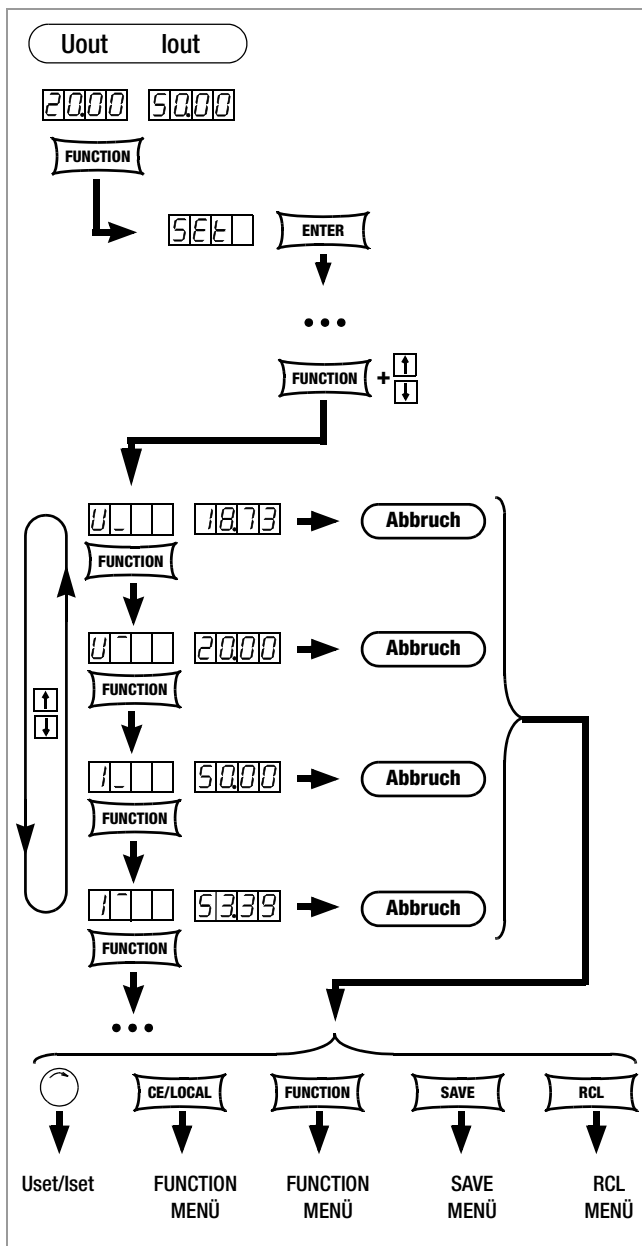 Uout Iout
20.00 50.00
FUNCTION
SEt ENTER
•••
FUNCTION + ↑
↓
U_ 18.73 Abbruch
FUNCTION
U¯ 20.00 Abbruch
FUNCTION
↑
↓
I_ 50.00 Abbruch
FUNCTION
I¯ 53.39 Abbruch
FUNCTION
•••
CE/LOCAL FUNCTION SAVE RCL
Uset/Iset FUNCTION FUNCTION SAVE RCL
MENÜ MENÜ MENÜ MENÜ